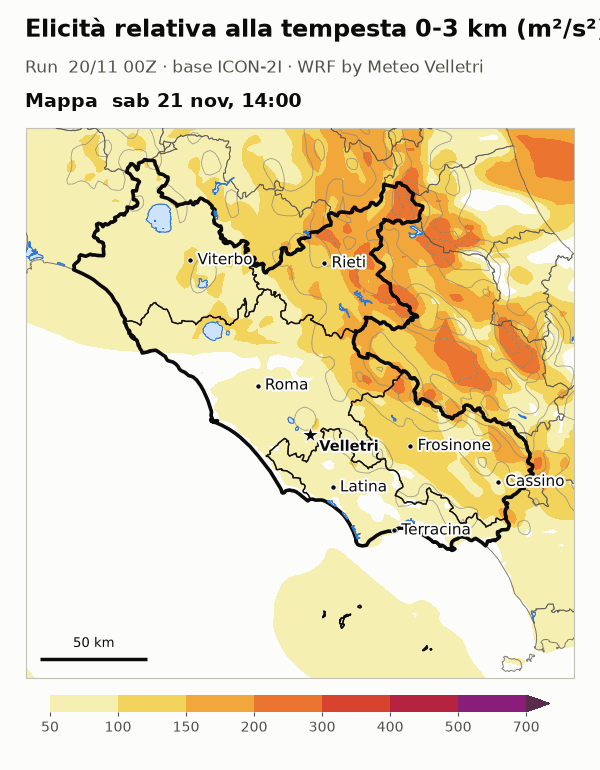 Elicità relativa alla tempesta 0-3 km (m²/s²)
Run  20/11 00Z · base ICON-2I · WRF by Meteo Velletri
Mappa  sab 21 nov, 14:00
Viterbo
Rieti
Roma
Velletri
Frosinone
Cassino
Latina
Terracina
50 km
50 100 150 200 300 400 500 700